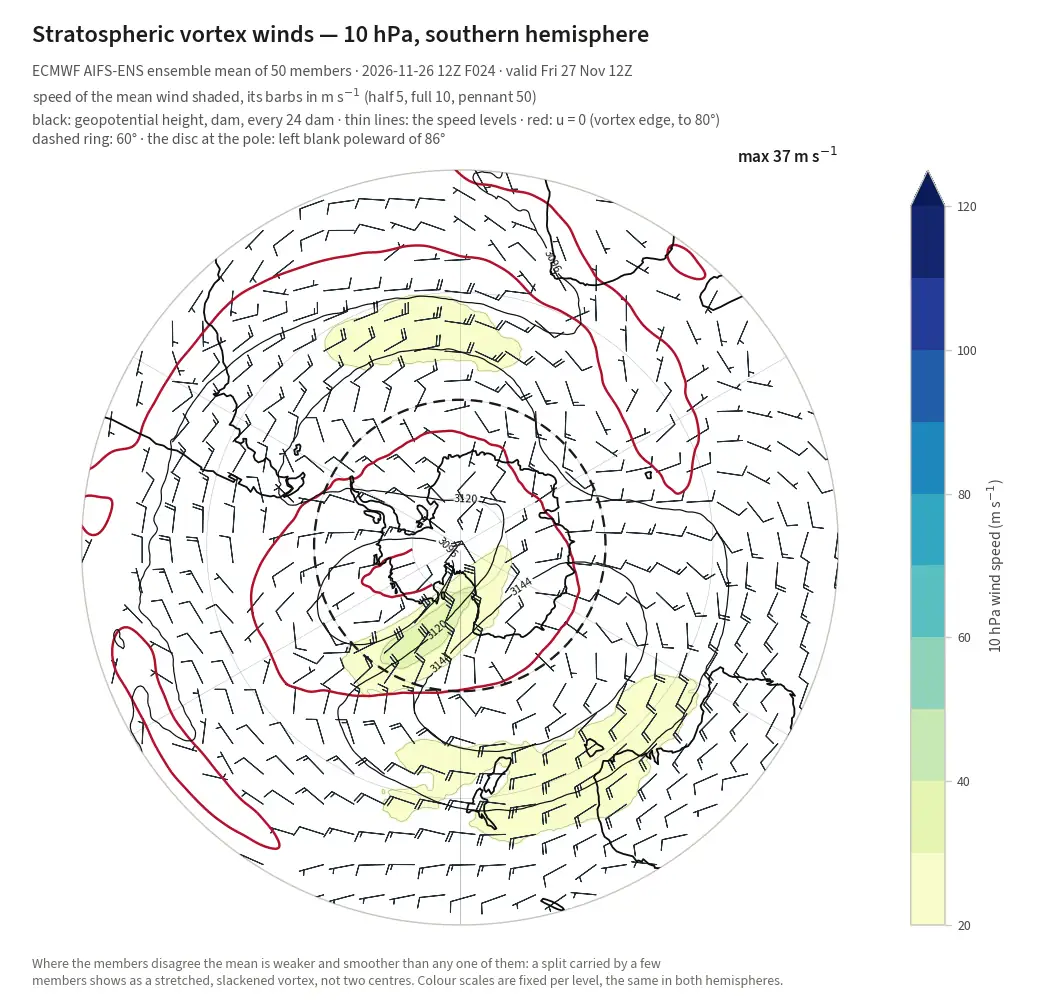 Stratospheric vortex winds — 10 hPa, southern hemisphere
ECMWF AIFS-ENS ensemble mean of 50 members · 2026-11-26 12Z F024 · valid Fri 27 Nov 12Z
speed of the mean wind shaded, its barbs in m s⁻¹ (half 5, full 10, pennant 50)
black: geopotential height, dam, every 24 dam · thin lines: the speed levels · red: u = 0 (vortex edge, to 80°)
dashed ring: 60° · the disc at the pole: left blank poleward of 86°
max 37 m s⁻¹
120
100
80
60
40
20
10 hPa wind speed (m s⁻¹)
3096
3120
3096
3144
3120
3144
Where the members disagree the mean is weaker and smoother than any one of them: a split carried by a few
members shows as a stretched, slackened vortex, not two centres. Colour scales are fixed per level, the same in both hemispheres.